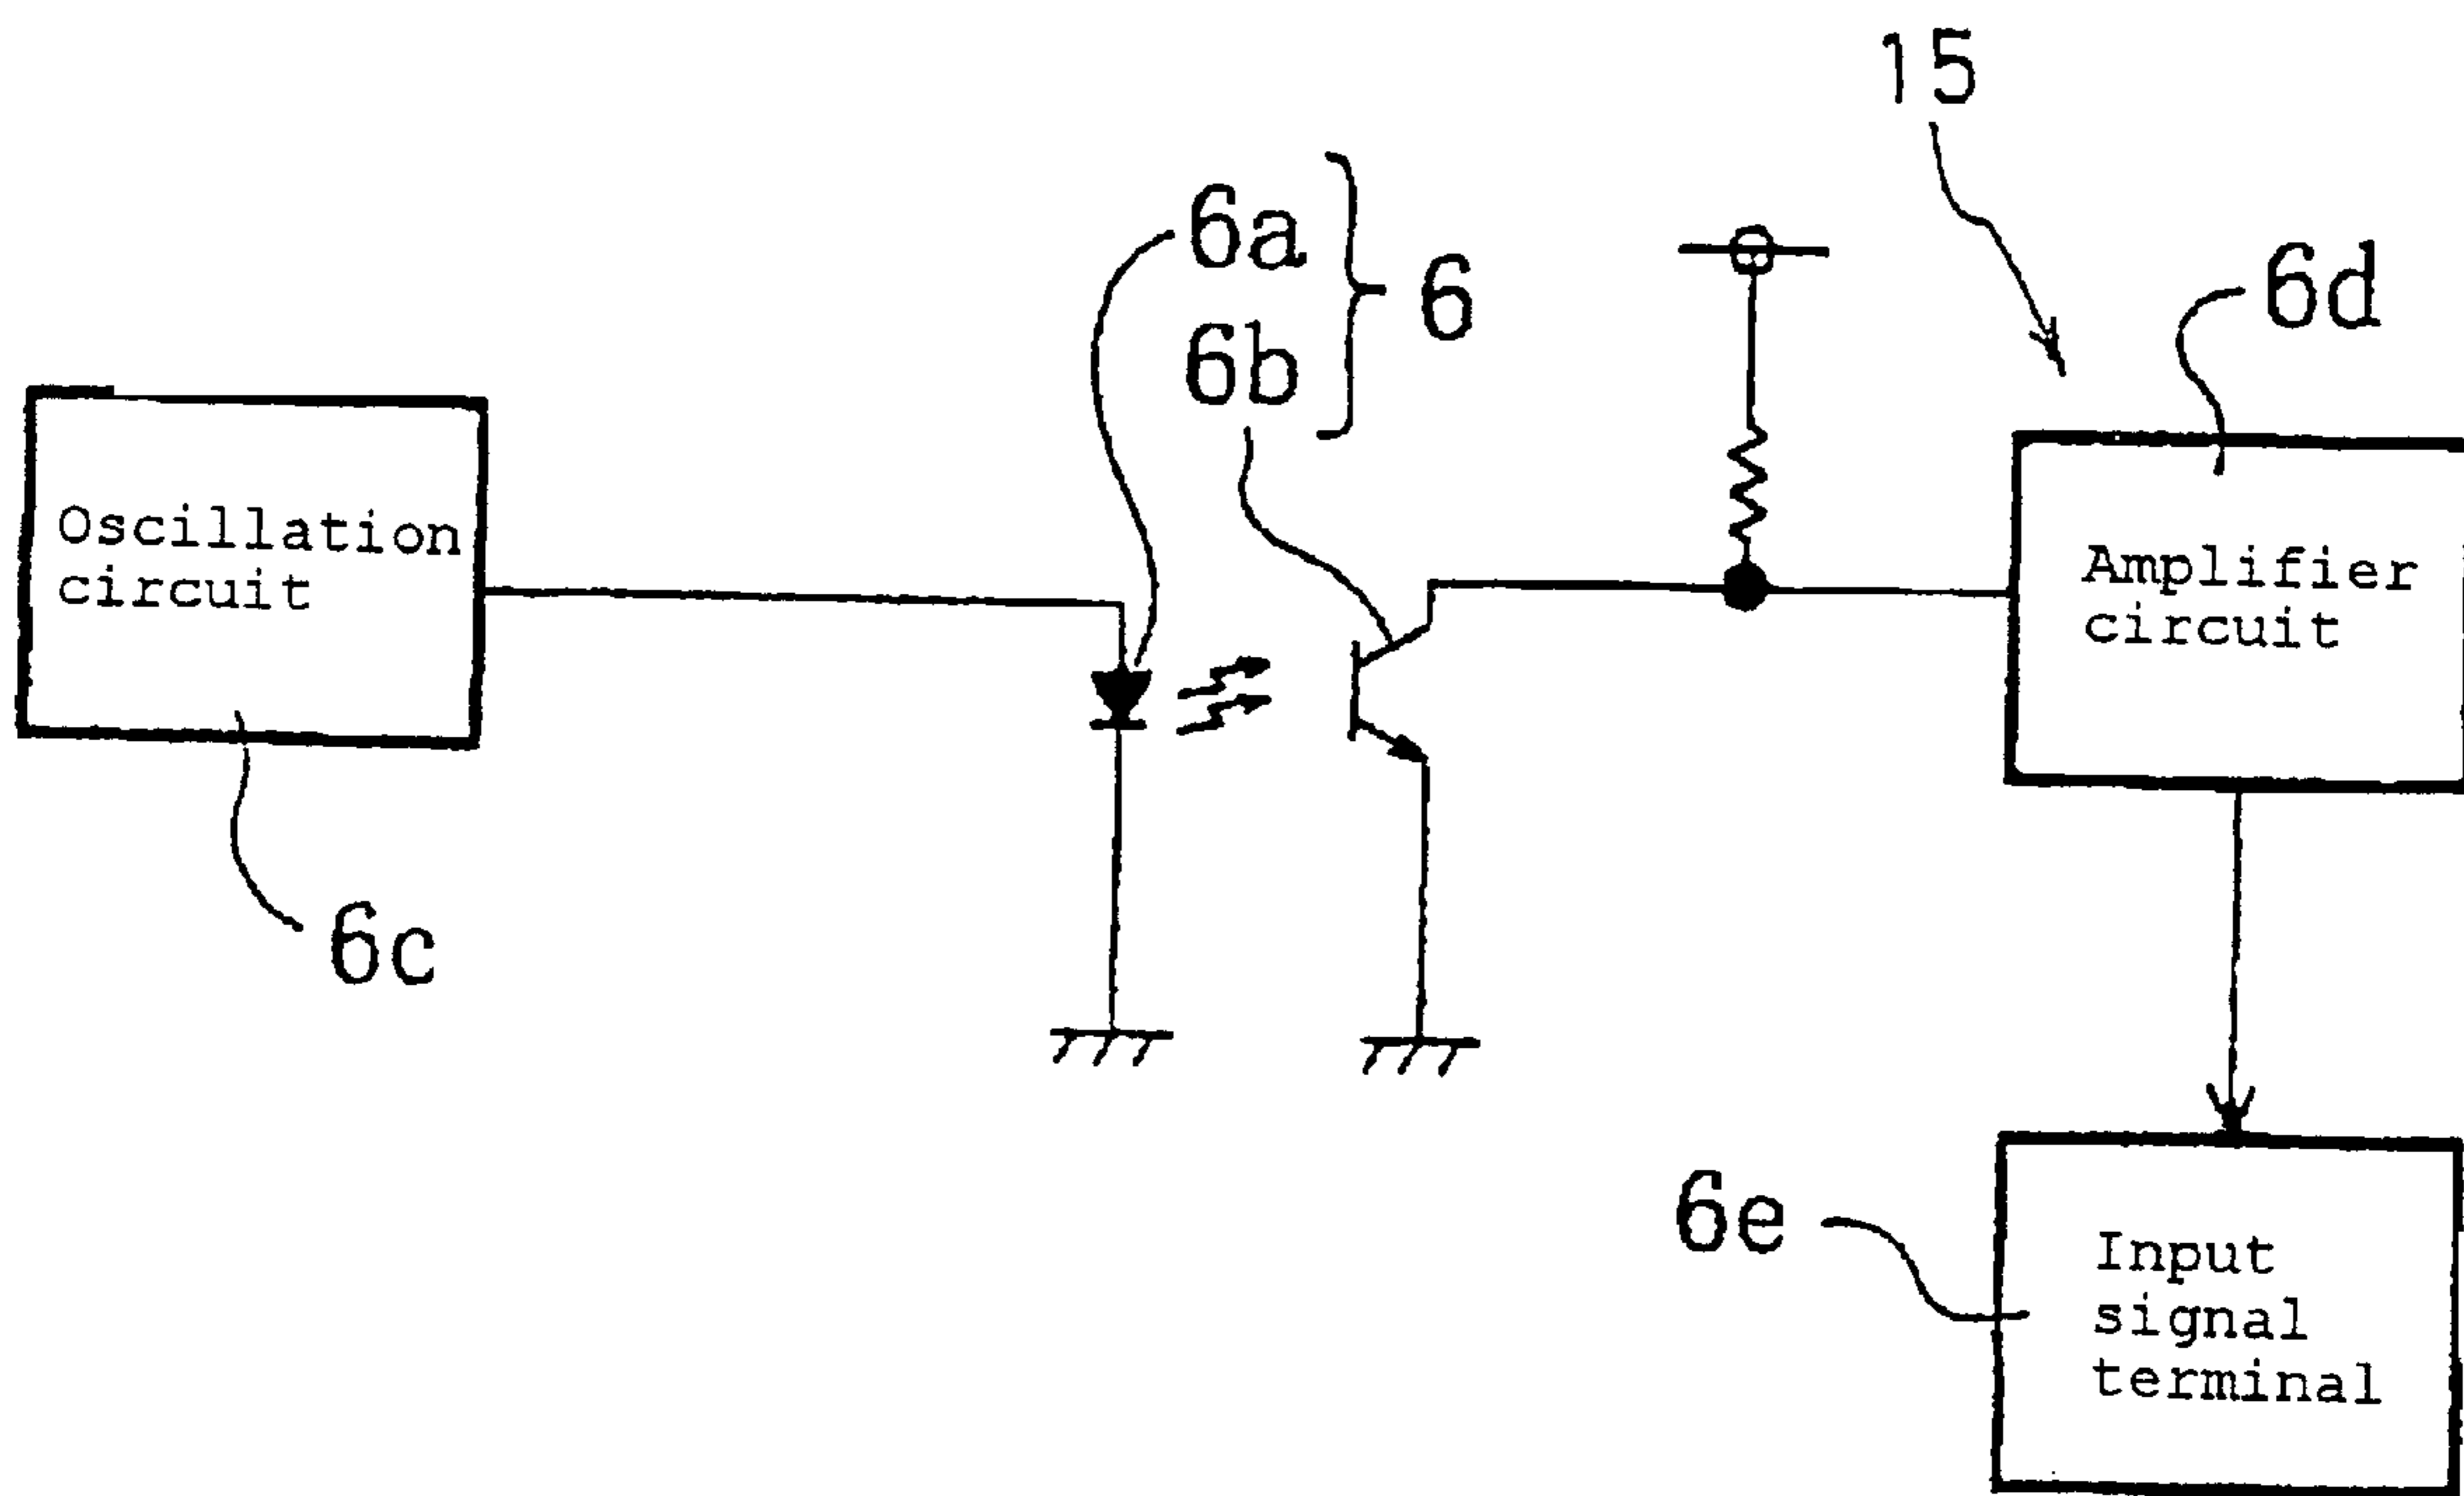 15
6a
6
6d
6b
Oscillation
circuit
Amplifier
circuit
6c
6e
Input
signal
terminal